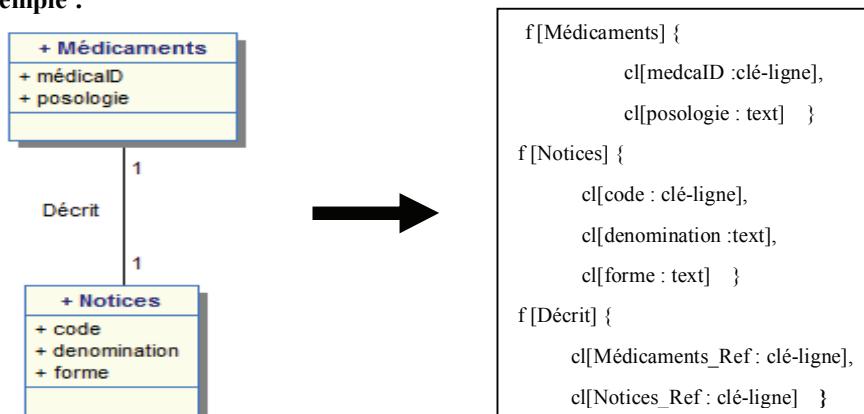 emple :
+ Médicaments
+ médicaID
+ posologie
1
Décrit
1
+ Notices
+ code
+ denomination
+ forme
f [Médicaments] {
cl[medcaID :clé-ligne],
cl[posologie : text] }
f [Notices] {
cl[code : clé-ligne],
cl[denomination :text],
cl[forme : text] }
f [Décrit] {
cl[Médicaments_Ref : clé-ligne],
cl[Notices_Ref : clé-ligne] }